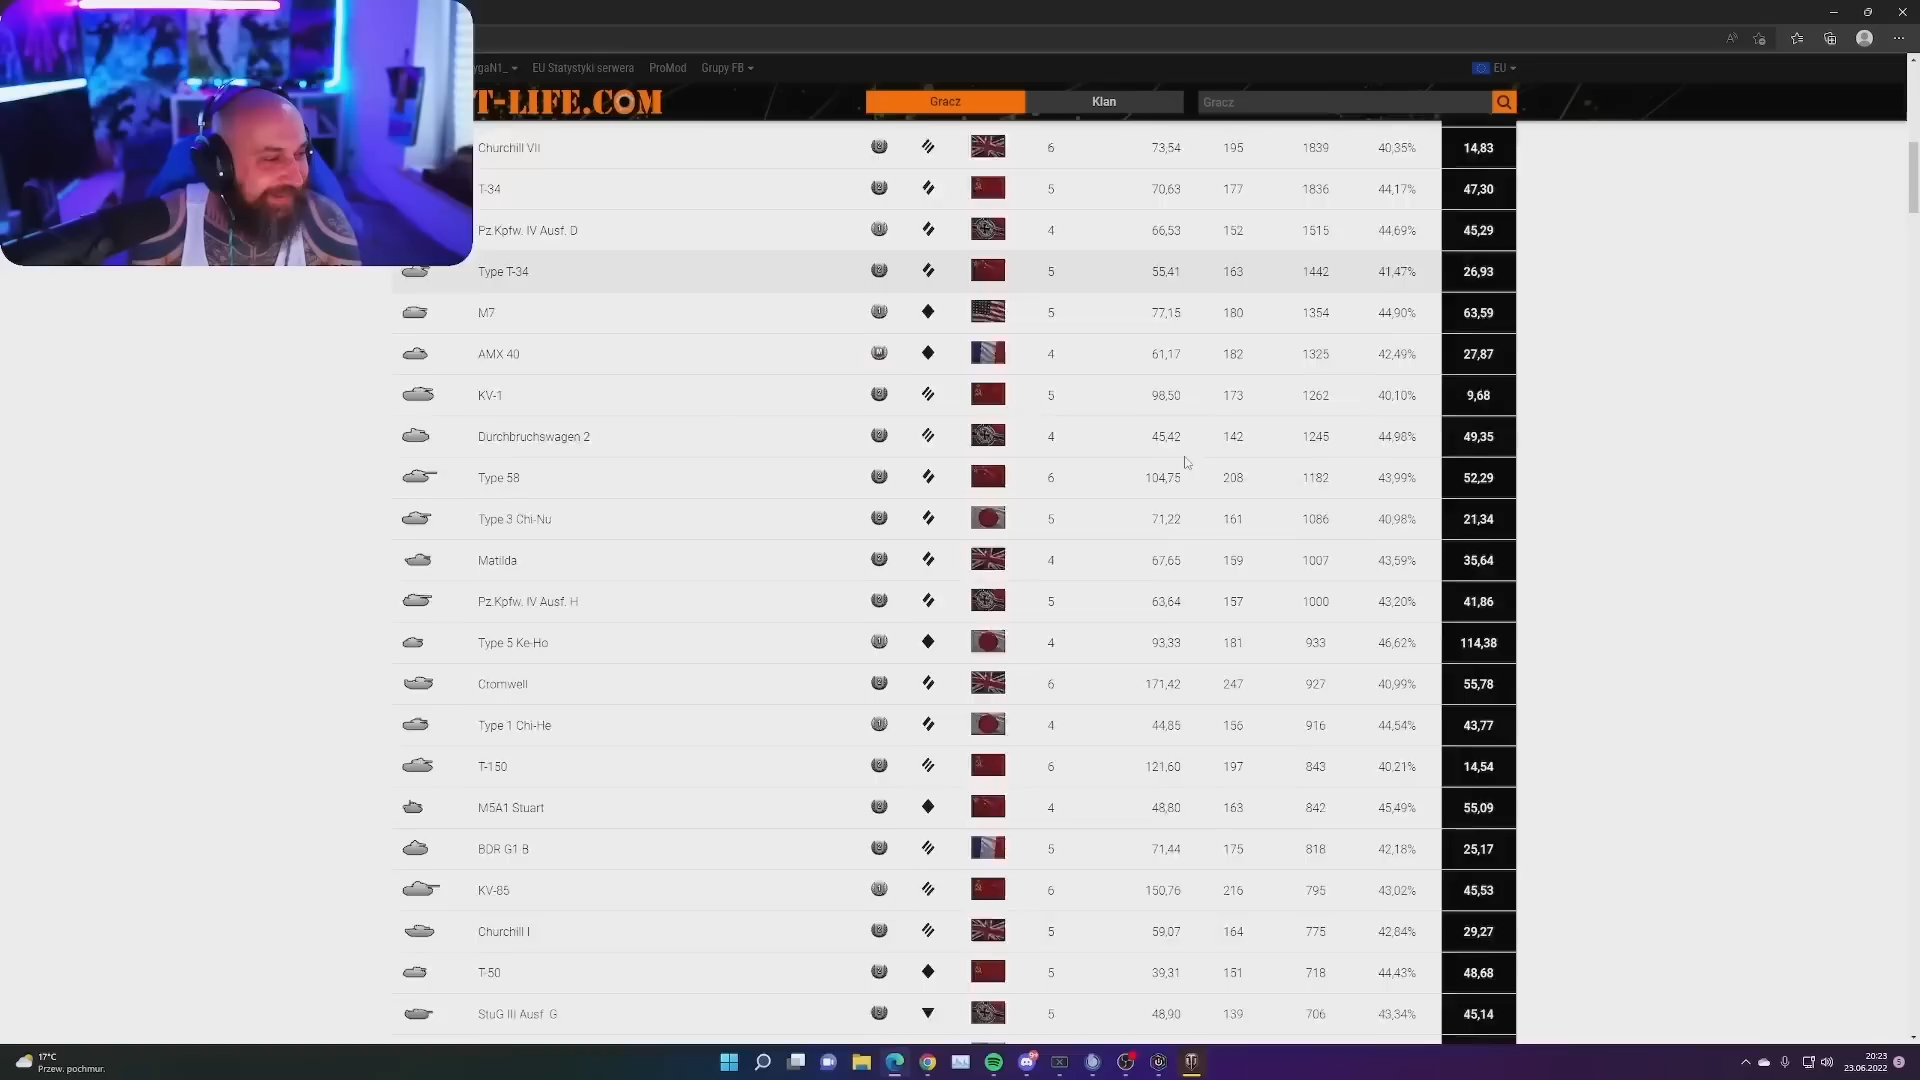 EU Statystyki serwera ProMod Grupy FB EU
T-LIFE.COM Gracz Klan Gracz
Churchill VII 6 73,54 195 1839 40,35% 14,83
T-34 5 70,63 177 1836 44,17% 47,30
Pz.Kpfw. IV Ausf. D 4 66,53 152 1515 44,69% 45,29
Type T-34 5 55,41 163 1442 41,47% 26,93
M7 5 77,15 180 1354 44,90% 63,59
AMX 40 4 61,17 182 1325 42,49% 27,87
KV-1 5 98,50 173 1262 40,10% 9,68
Durchbruchswagen 2 4 45,42 142 1245 44,98% 49,35
Type 58 6 104,75 208 1182 43,99% 52,29
Type 3 Chi-Nu 5 71,22 161 1086 40,98% 21,34
Matilda 4 67,65 159 1007 43,59% 35,64
Pz.Kpfw. IV Ausf. H 5 63,64 157 1000 43,20% 41,86
Type 5 Ke-Ho 4 93,33 181 933 46,62% 114,38
Cromwell 6 171,42 247 927 40,99% 55,78
Type 1 Chi-He 4 44,85 156 916 44,54% 43,77
T-150 6 121,60 197 843 40,21% 14,54
M5A1 Stuart 4 48,80 163 842 45,49% 55,09
BDR G1 B 5 71,44 175 818 42,18% 25,17
KV-85 6 150,76 216 795 43,02% 45,53
Churchill I 5 59,07 164 775 42,84% 29,27
T-50 5 39,31 151 718 44,43% 48,68
StuG III Ausf. G 5 48,90 139 706 43,34% 45,14
17°C
Przew. pochmur.
20:23
23.06.2022